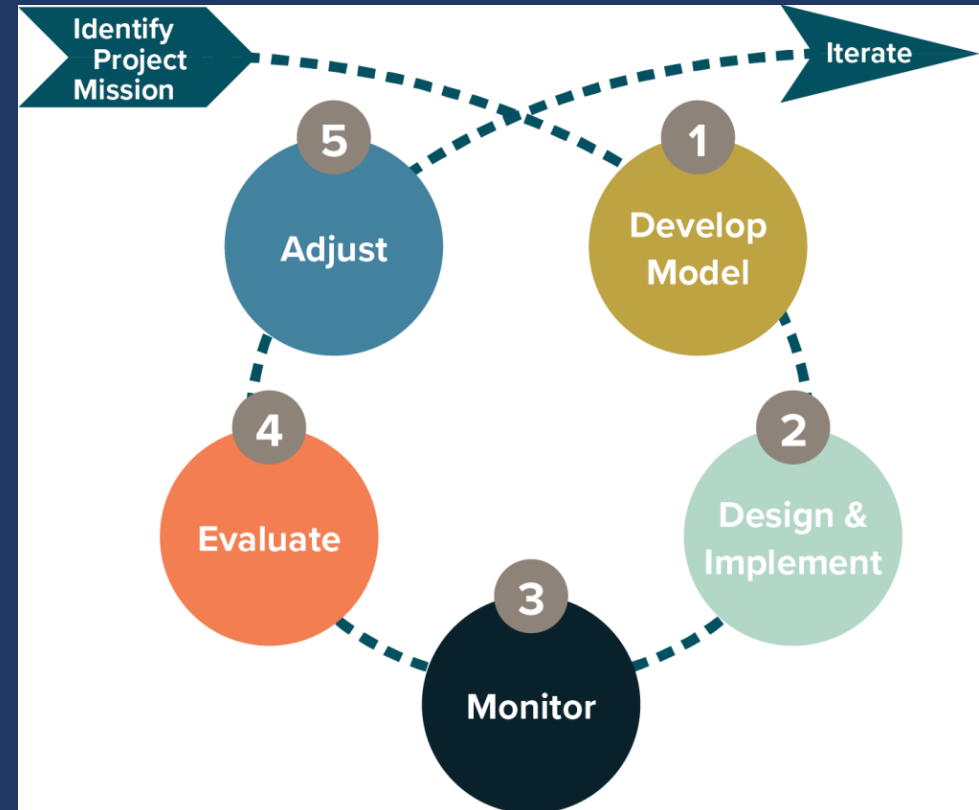 Identify
Project
Mission
Iterate
1
Develop
Model
2
Design &
Implement
3
Monitor
4
Evaluate
5
Adjust